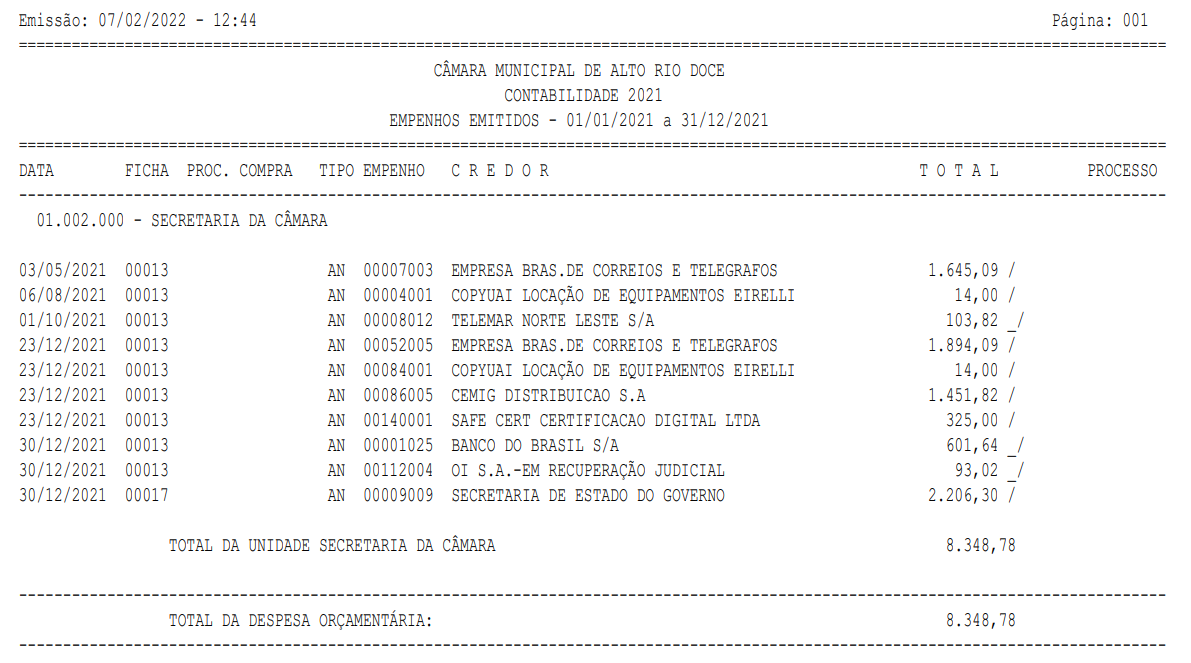 Emissão: 07/02/2022 - 12:44 Página: 001
==================================================================================================================================
CÂMARA MUNICIPAL DE ALTO RIO DOCE
CONTABILIDADE 2021
EMPENHOS EMITIDOS - 01/01/2021 a 31/12/2021
==================================================================================================================================
DATA FICHA PROC. COMPRA TIPO EMPENHO C R E D O R T O T A L PROCESSO
----------------------------------------------------------------------------------------------------------------------------------
01.002.000 - SECRETARIA DA CÂMARA
03/05/2021 00013 AN 00007003 EMPRESA BRAS.DE CORREIOS E TELEGRAFOS 1.645,09 /
06/08/2021 00013 AN 00004001 COPYUAI LOCAÇÃO DE EQUIPAMENTOS EIRELLI 14,00 /
01/10/2021 00013 AN 00008012 TELEMAR NORTE LESTE S/A 103,82 _/
23/12/2021 00013 AN 00052005 EMPRESA BRAS.DE CORREIOS E TELEGRAFOS 1.894,09 /
23/12/2021 00013 AN 00084001 COPYUAI LOCAÇÃO DE EQUIPAMENTOS EIRELLI 14,00 /
23/12/2021 00013 AN 00086005 CEMIG DISTRIBUICAO S.A 1.451,82 /
23/12/2021 00013 AN 00140001 SAFE CERT CERTIFICACAO DIGITAL LTDA 325,00 /
30/12/2021 00013 AN 00001025 BANCO DO BRASIL S/A 601,64 _/
30/12/2021 00013 AN 00112004 OI S.A.-EM RECUPERAÇÃO JUDICIAL 93,02 _/
30/12/2021 00017 AN 00009009 SECRETARIA DE ESTADO DO GOVERNO 2.206,30 /
TOTAL DA UNIDADE SECRETARIA DA CÂMARA 8.348,78
----------------------------------------------------------------------------------------------------------------------------------
TOTAL DA DESPESA ORÇAMENTÁRIA: 8.348,78
----------------------------------------------------------------------------------------------------------------------------------